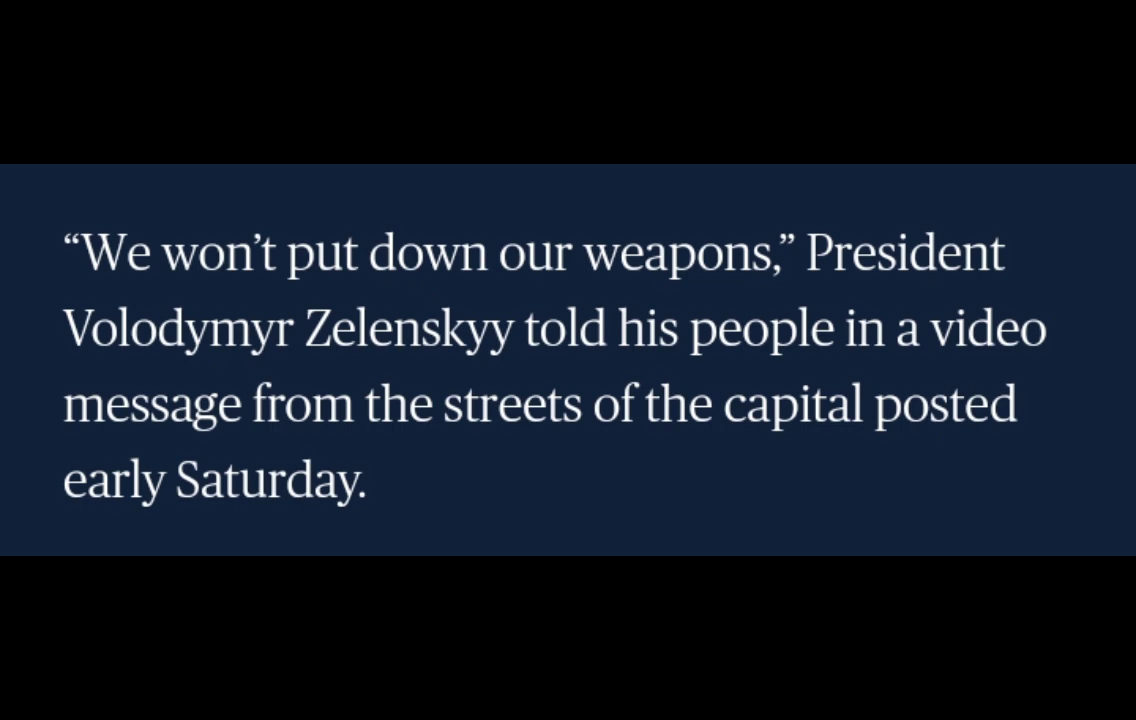 “We won’t put down our weapons,” President
Volodymyr Zelenskyy told his people in a video
message from the streets of the capital posted
early Saturday.